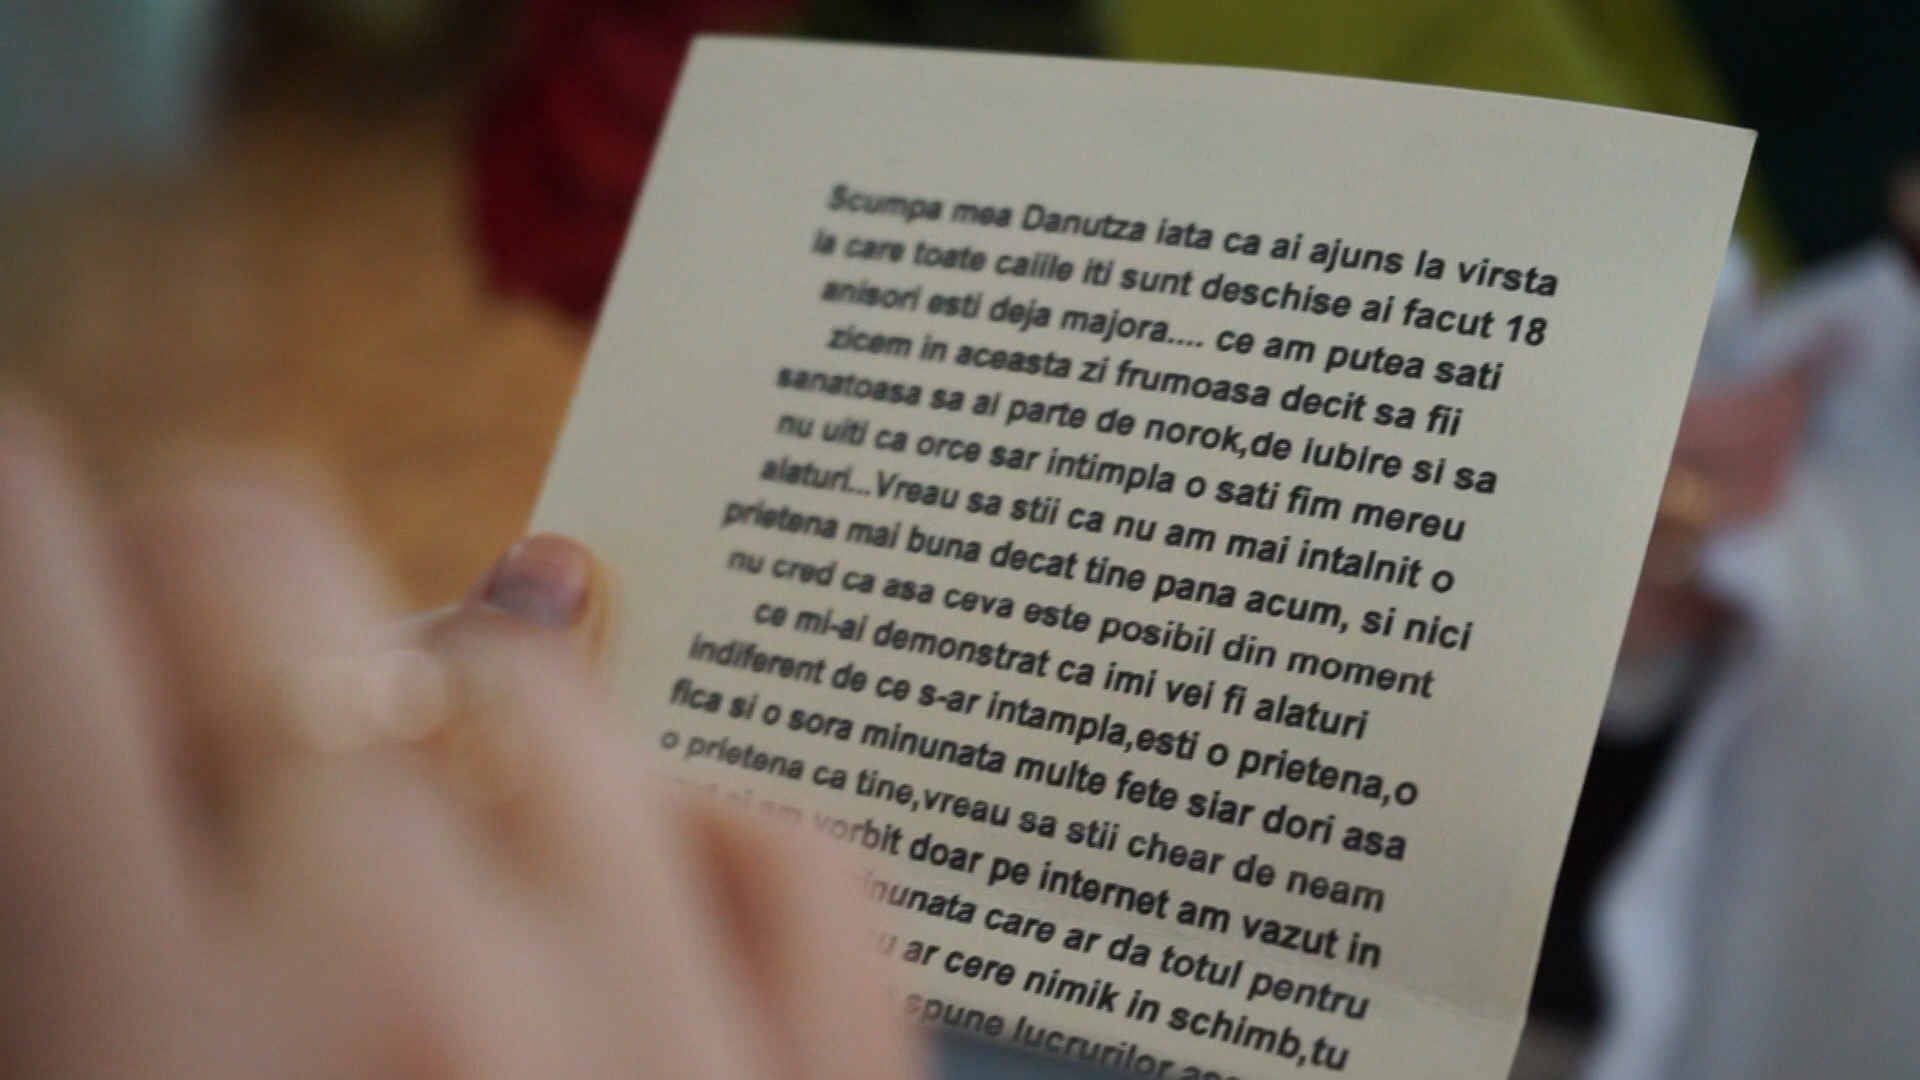 Scumpa mea Danutza iata ca ai ajuns la virsta
la care toate caiile iti sunt deschise ai facut 18
anisori esti deja majora.... ce am putea sati
zicem in aceasta zi frumoasa decit sa fii
sanatoasa sa ai parte de norok,de iubire si sa
nu uiti ca orce sar intimpla o sati fim mereu
alaturi...Vreau sa stii ca nu am mai intalnit o
prietena mai buna decat tine pana acum, si nici
nu cred ca asa ceva este posibil din moment
ce mi-ai demonstrat ca imi vei fi alaturi
indiferent de ce s-ar intampla,esti o prietena,o
fica si o sora minunata multe fete siar dori asa
o prietena ca tine,vreau sa stii chear de neam
am vorbit doar pe internet am vazut in
care ar da totul pentru
ar cere nimik in schimb,tu
spune lucrurilor